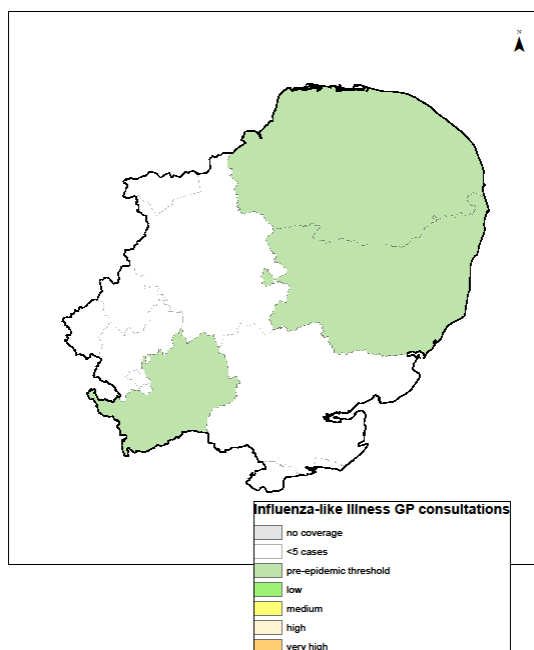 N
Influenza-like Illness GP consultations
no coverage
<5 cases
pre-epidemic threshold
low
medium
high
very high